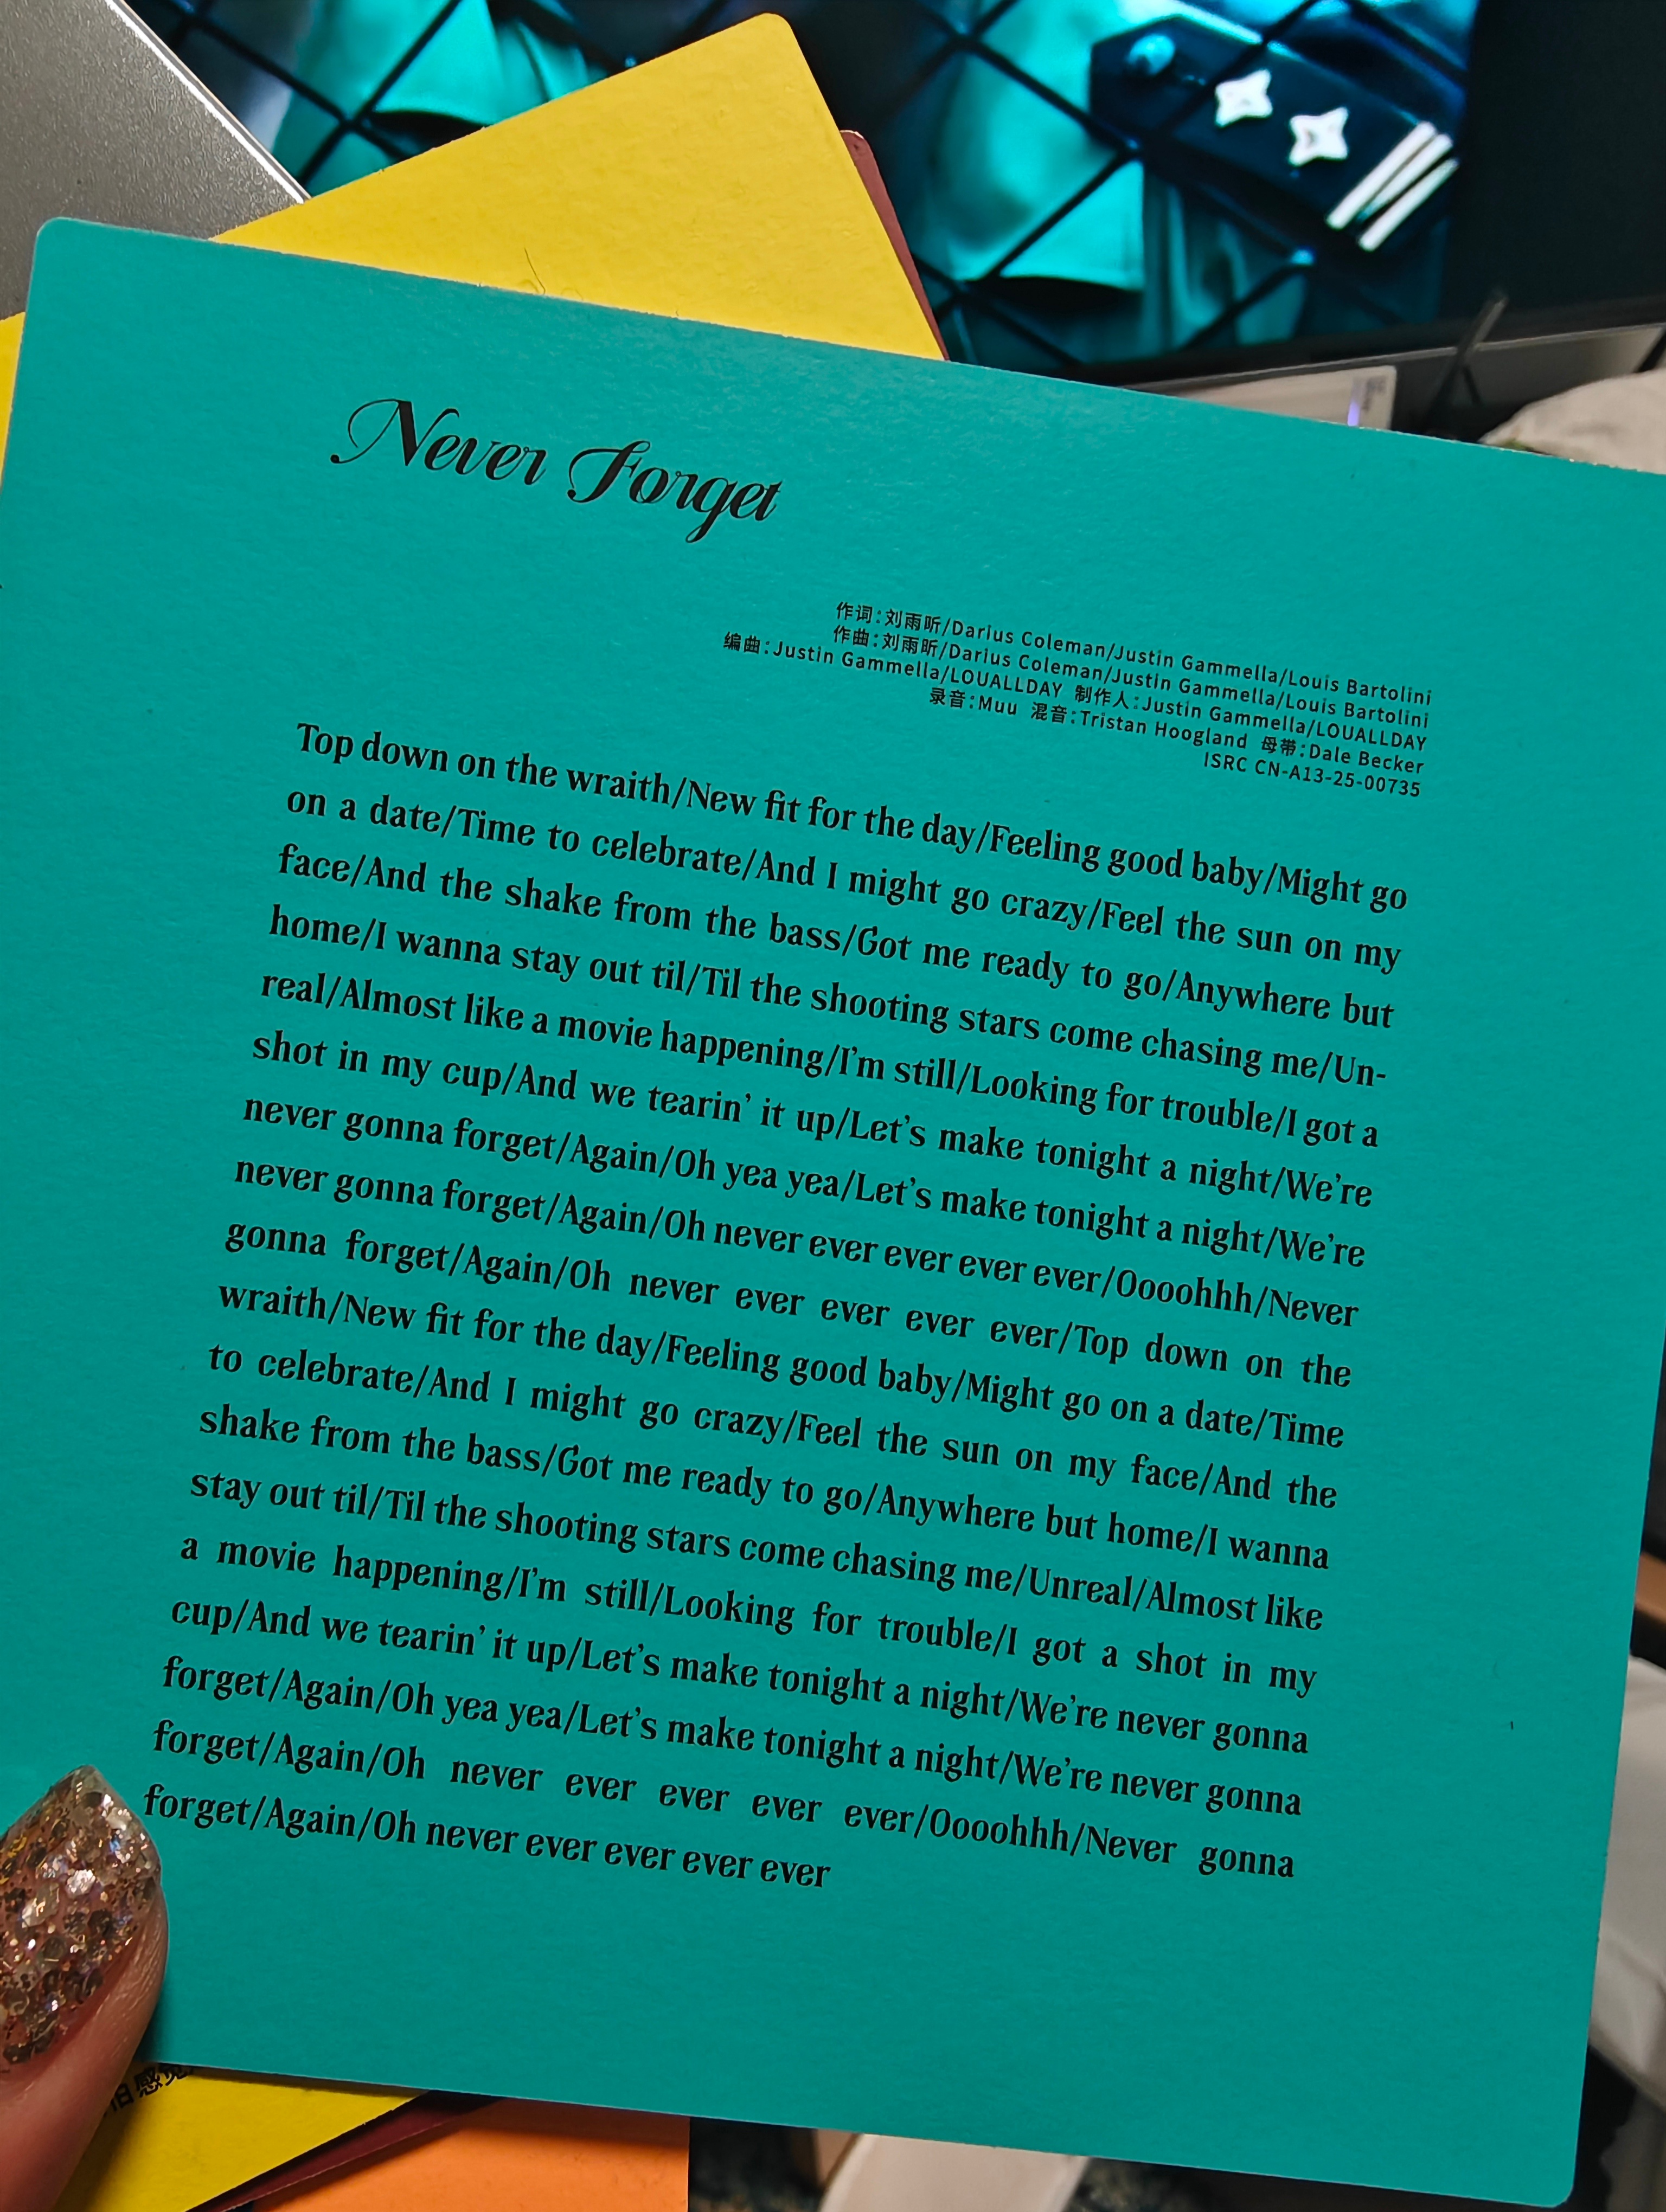 Never Forget
作词:刘雨昕/Darius Coleman/Justin Gammella/Louis Bartolini
作曲:刘雨昕/Darius Coleman/Justin Gammella/Louis Bartolini
编曲:Justin Gammella/LOUALLDAY 制作人:Justin Gammella/LOUALLDAY
录音:Muu 混音:Tristan Hoogland 母带:Dale Becker
ISRC CN-A13-25-00735
Top down on the wraith/New fit for the day/Feeling good baby/Might go
on a date/Time to celebrate/And I might go crazy/Feel the sun on my
face/And the shake from the bass/Got me ready to go/Anywhere but
home/I wanna stay out til/Til the shooting stars come chasing me/Un-
real/Almost like a movie happening/I'm still/Looking for trouble/I got a
shot in my cup/And we tearin' it up/Let's make tonight a night/We're
never gonna forget/Again/Oh yea yea/Let's make tonight a night/We're
never gonna forget/Again/Oh never ever ever ever ever/Oooohhh/Never
gonna forget/Again/Oh never ever ever ever ever/Top down on the
wraith/New fit for the day/Feeling good baby/Might go on a date/Time
to celebrate/And I might go crazy/Feel the sun on my face/And the
shake from the bass/Got me ready to go/Anywhere but home/I wanna
stay out til/Til the shooting stars come chasing me/Unreal/Almost like
a movie happening/I'm still/Looking for trouble/I got a shot in my
cup/And we tearin' it up/Let's make tonight a night/We're never gonna
forget/Again/Oh yea yea/Let's make tonight a night/We're never gonna
forget/Again/Oh never ever ever ever ever/Oooohhh/Never gonna
forget/Again/Oh never ever ever ever ever
感